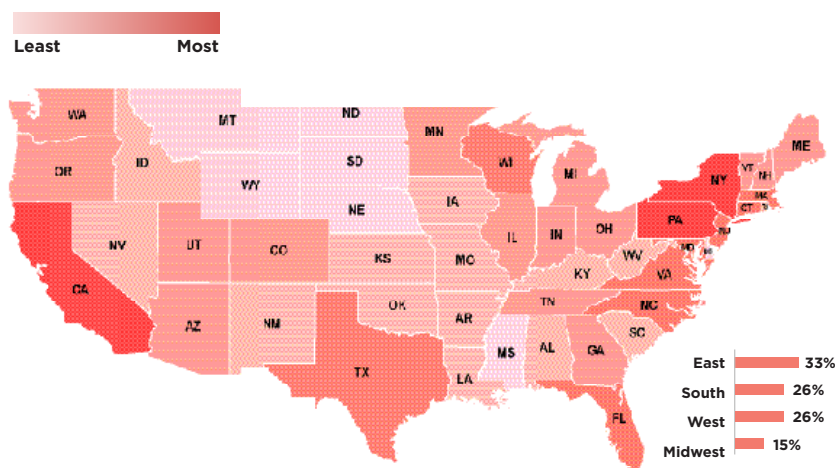 Least Most
WA
MT
ND
MN
ME
OR
ID
SD
WI
VT
NH
WY
MI
NY
MA
CT
NE
IA
PA
NJ
NV
UT
CO
IL
IN
OH
MD
KS
MO
WV
VA
CA
KY
AZ
NM
OK
AR
TN
NC
SC
TX
LA
MS
AL
GA
FL
East 33%
South 26%
West 26%
Midwest 15%